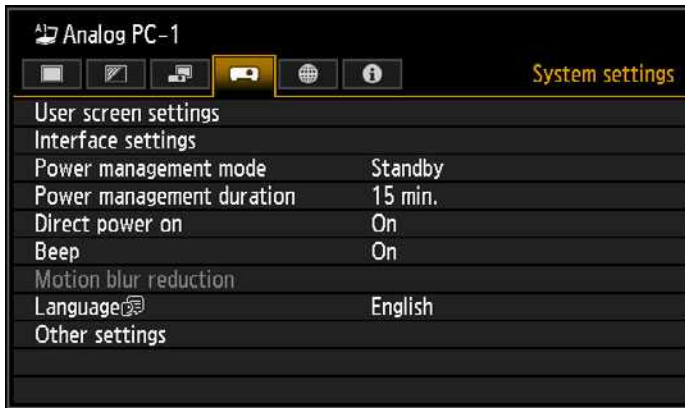 Analog PC-1
System settings
User screen settings
Interface settings
Power management mode Standby
Power management duration 15 min.
Direct power on On
Beep On
Motion blur reduction
Language English
Other settings